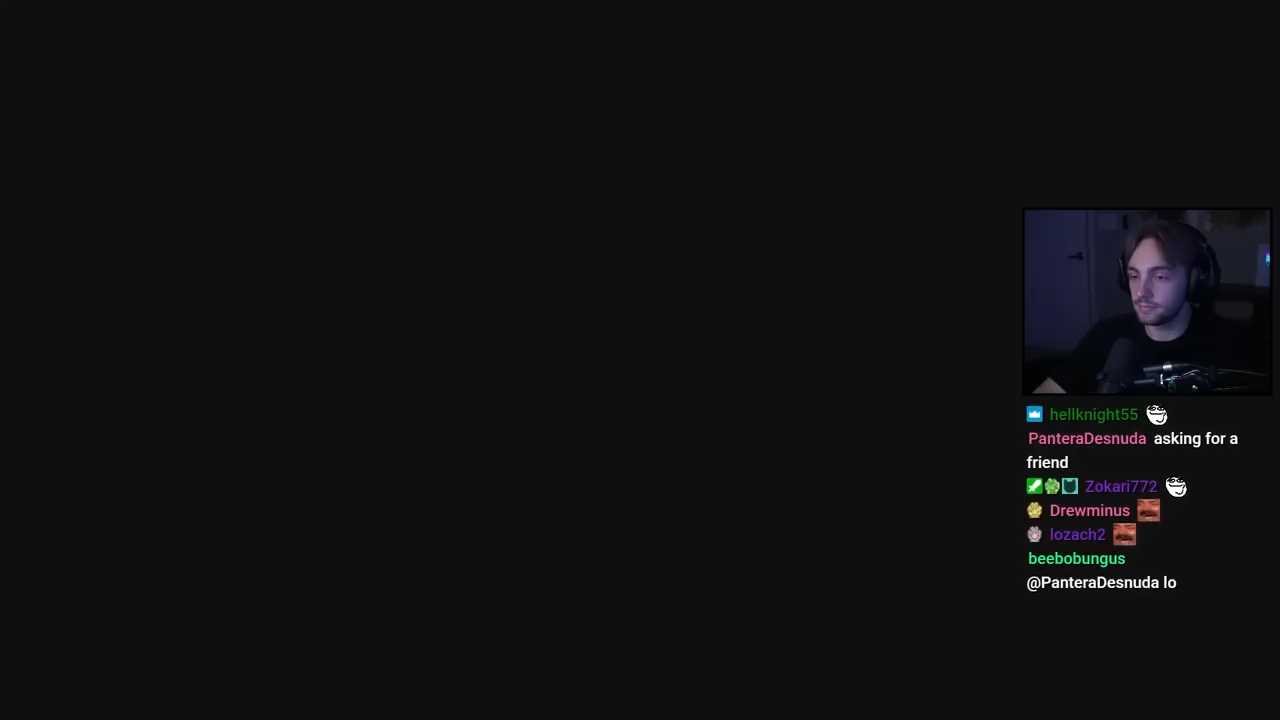 hellknight55
PanteraDesnuda asking for a
friend
Zokari772
Drewminus
lozach2
beebobungus
@PanteraDesnuda lo